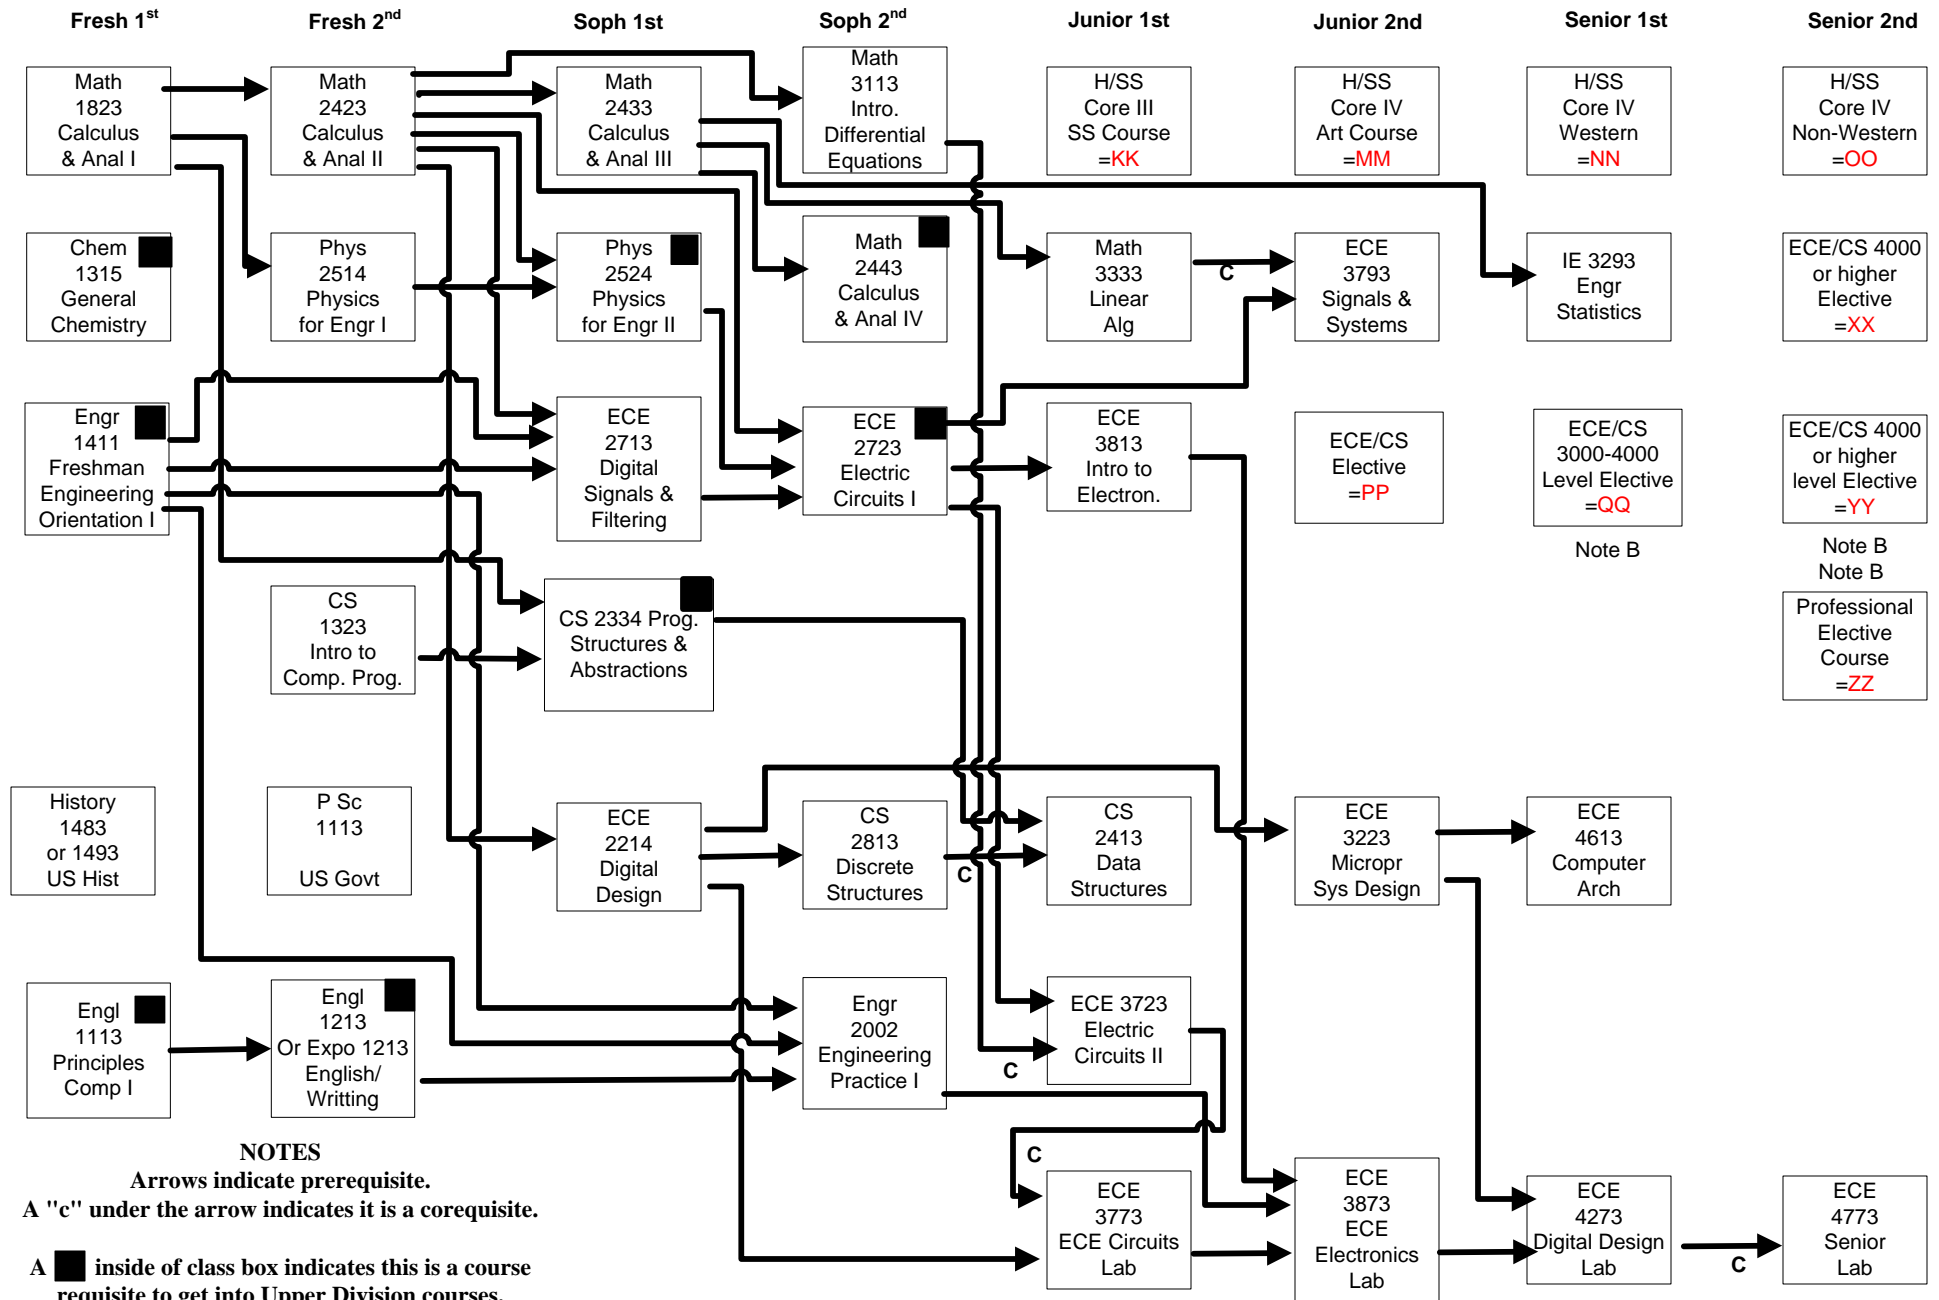 Fresh 1st
Fresh 2nd
Soph 1st
Soph 2nd
Junior 1st
Junior 2nd
Senior 1st
Senior 2nd
Math
1823
Calculus
& Anal I
Math
2423
Calculus
& Anal II
Math
2433
Calculus
& Anal III
Math
3113
Intro.
Differential
Equations
H/SS
Core III
SS Course
=KK
H/SS
Core IV
Art Course
=MM
H/SS
Core IV
Western
=NN
H/SS
Core IV
Non-Western
=OO
Chem
1315
General
Chemistry
Phys
2514
Physics
for Engr I
Phys
2524
Physics
for Engr II
Math
2443
Calculus
& Anal IV
Math
3333
Linear
Alg
C
ECE
3793
Signals &
Systems
IE 3293
Engr
Statistics
ECE/CS 4000
or higher
Elective
=XX
Engr
1411
Freshman
Engineering
Orientation I
ECE
2713
Digital
Signals &
Filtering
ECE
2723
Electric
Circuits I
ECE
3813
Intro to
Electron.
ECE/CS
Elective
=PP
ECE/CS
3000-4000
Level Elective
=QQ
Note B
ECE/CS 4000
or higher
level Elective
=YY
Note B
Note B
CS
1323
Intro to
Comp. Prog.
CS 2334 Prog.
Structures &
Abstractions
Professional
Elective
Course
=ZZ
History
1483
or 1493
US Hist
P Sc
1113
US Govt
ECE
2214
Digital
Design
CS
2813
Discrete
Structures
C
CS
2413
Data
Structures
ECE
3223
Micropr
Sys Design
ECE
4613
Computer
Arch
Engl
1113
Principles
Comp I
Engl
1213
Or Expo 1213
English/
Writting
Engr
2002
Engineering
Practice I
C
ECE 3723
Electric
Circuits II
C
ECE
3773
ECE Circuits
Lab
ECE
3873
ECE
Electronics
Lab
ECE
4273
Digital Design
Lab
C
ECE
4773
Senior
Lab
NOTES
Arrows indicate prerequisite.
A "c" under the arrow indicates it is a corequisite.
A inside of class box indicates this is a course
requisite to get into Upper Division courses.